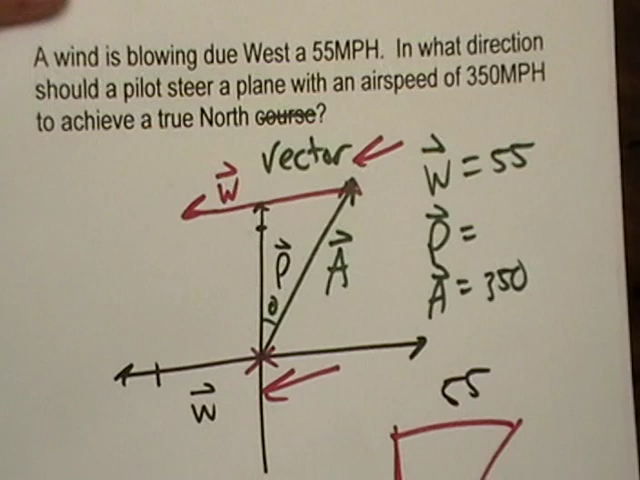 A wind is blowing due West a 55MPH. In what direction
should a pilot steer a plane with an airspeed of 350MPH
to achieve a true North course?
vector
W
W = 55
P
A
P =
θ
A = 350
W
55